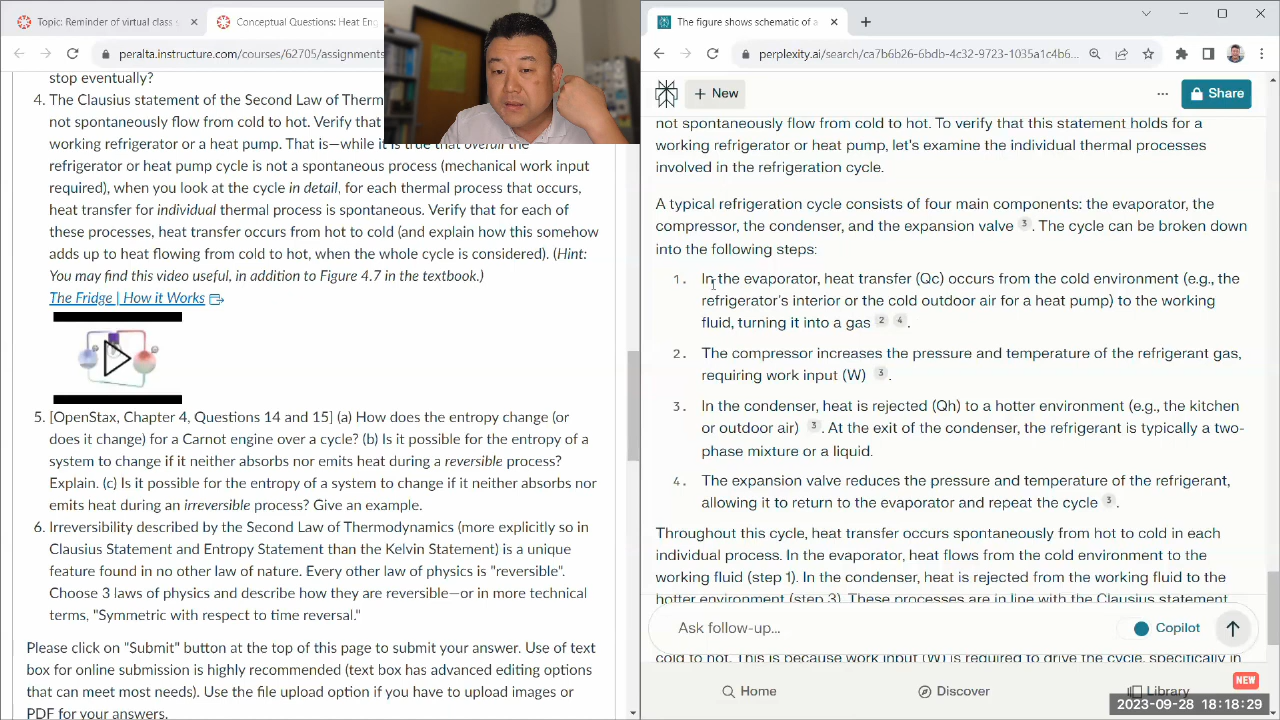 Topic: Reminder of virtual class
Conceptual Questions: Heat Eng
peralta.instructure.com/courses/62705/assignments
stop eventually?
4. The Clausius statement of the Second Law of Therm
not spontaneously flow from cold to hot. Verify that
working refrigerator or a heat pump. That is—while it is true that overall the
refrigerator or heat pump cycle is not a spontaneous process (mechanical work input
required), when you look at the cycle in detail, for each thermal process that occurs,
heat transfer for individual thermal process is spontaneous. Verify that for each of
these processes, heat transfer occurs from hot to cold (and explain how this somehow
adds up to heat flowing from cold to hot, when the whole cycle is considered). (Hint:
You may find this video useful, in addition to Figure 4.7 in the textbook.)
The Fridge | How it Works
5. [OpenStax, Chapter 4, Questions 14 and 15] (a) How does the entropy change (or
does it change) for a Carnot engine over a cycle? (b) Is it possible for the entropy of a
system to change if it neither absorbs nor emits heat during a reversible process?
Explain. (c) Is it possible for the entropy of a system to change if it neither absorbs nor
emits heat during an irreversible process? Give an example.
6. Irreversibility described by the Second Law of Thermodynamics (more explicitly so in
Clausius Statement and Entropy Statement than the Kelvin Statement) is a unique
feature found in no other law of nature. Every other law of physics is "reversible".
Choose 3 laws of physics and describe how they are reversible—or in more technical
terms, "Symmetric with respect to time reversal."
Please click on "Submit" button at the top of this page to submit your answer. Use of text
box for online submission is highly recommended (text box has advanced editing options
that can meet most needs). Use the file upload option if you have to upload images or
PDF for your answers.
The figure shows schematic of a
perplexity.ai/search/ca7b6b26-6bdb-4c32-9723-1035a1c4b6...
New
Share
not spontaneously flow from cold to hot. To verify that this statement holds for a
working refrigerator or heat pump, let's examine the individual thermal processes
involved in the refrigeration cycle.
A typical refrigeration cycle consists of four main components: the evaporator, the
compressor, the condenser, and the expansion valve 3 . The cycle can be broken down
into the following steps:
1. In the evaporator, heat transfer (Qc) occurs from the cold environment (e.g., the
refrigerator's interior or the cold outdoor air for a heat pump) to the working
fluid, turning it into a gas 2 4 .
2. The compressor increases the pressure and temperature of the refrigerant gas,
requiring work input (W) 3 .
3. In the condenser, heat is rejected (Qh) to a hotter environment (e.g., the kitchen
or outdoor air) 3 . At the exit of the condenser, the refrigerant is typically a two-
phase mixture or a liquid.
4. The expansion valve reduces the pressure and temperature of the refrigerant,
allowing it to return to the evaporator and repeat the cycle 3 .
Throughout this cycle, heat transfer occurs spontaneously from hot to cold in each
individual process. In the evaporator, heat flows from the cold environment to the
working fluid (step 1). In the condenser, heat is rejected from the working fluid to the
hotter environment (step 3). These processes are in line with the Clausius statement
Ask follow-up...
Copilot
cold to hot. This is because work input (W) is required to drive the cycle, specifically in
Home
Discover
Library
NEW
2023-09-28 18:18:29